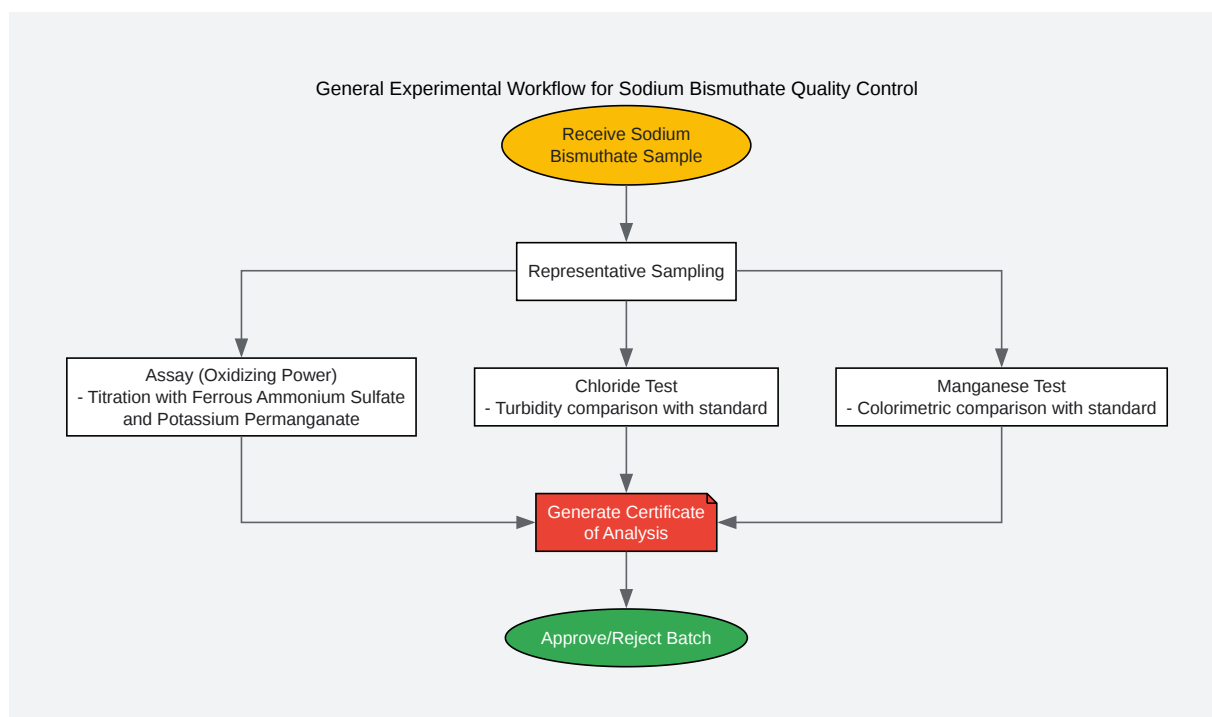 General Experimental Workflow for Sodium Bismuthate Quality Control
Receive Sodium
Bismuthate Sample
Representative Sampling
Assay (Oxidizing Power)
- Titration with Ferrous Ammonium Sulfate
and Potassium Permanganate
Chloride Test
- Turbidity comparison with standard
Manganese Test
- Colorimetric comparison with standard
Generate Certificate
of Analysis
Approve/Reject Batch